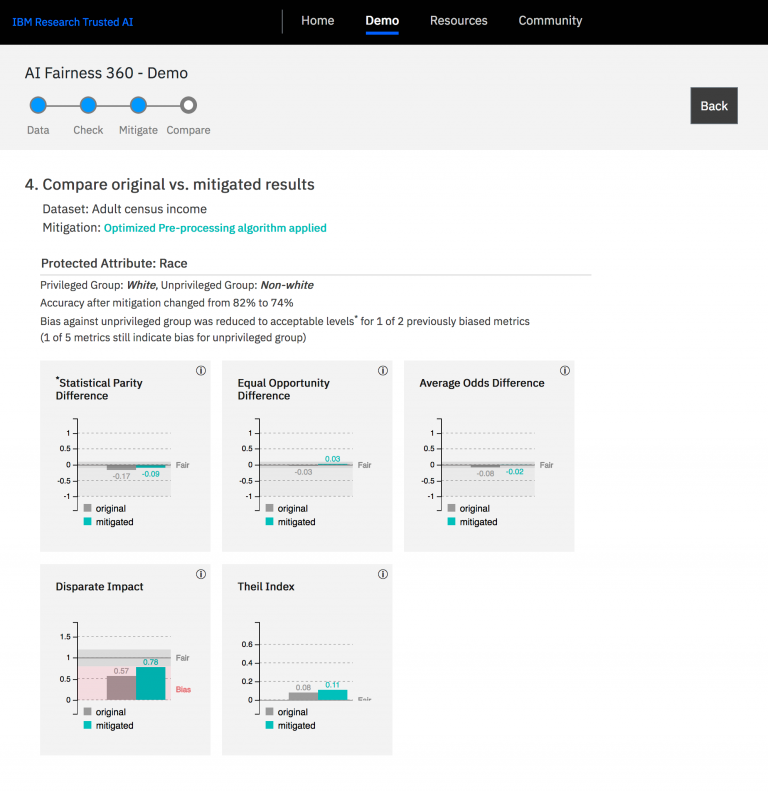 IBM Research Trusted AI
Home Demo Resources Community
AI Fairness 360 - Demo
Back
Data Check Mitigate Compare
4. Compare original vs. mitigated results
Dataset: Adult census income
Mitigation: Optimized Pre-processing algorithm applied
Protected Attribute: Race
Privileged Group: White, Unprivileged Group: Non-white
Accuracy after mitigation changed from 82% to 74%
Bias against unprivileged group was reduced to acceptable levels* for 1 of 2 previously biased metrics
(1 of 5 metrics still indicate bias for unprivileged group)
*Statistical Parity
Difference
1
0.5
0
-0.5
-1
-0.17
-0.09
Fair
original
mitigated
Equal Opportunity
Difference
1
0.5
0
-0.5
-1
-0.03
0.03
Fair
original
mitigated
Average Odds Difference
1
0.5
0
-0.5
-1
-0.08
-0.02
Fair
original
mitigated
Disparate Impact
1.5
1
0.5
0
0.57
0.78
Fair
Bias
original
mitigated
Theil Index
0.6
0.4
0.2
0
0.08
0.11
Fair
original
mitigated